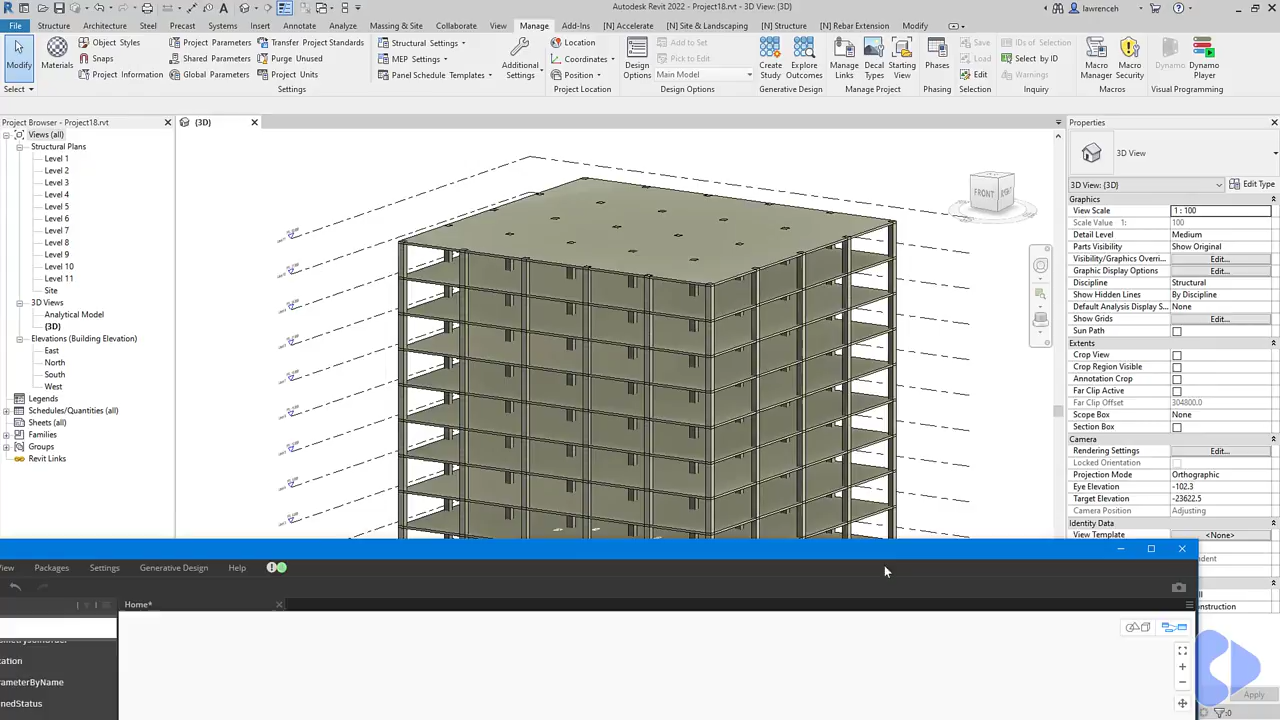 Autodesk Revit 2022 - Project18.rvt - 3D View: {3D}
lawrenceh
File
Structure
Architecture
Steel
Precast
Systems
Insert
Annotate
Analyze
Massing & Site
Collaborate
View
Manage
Add-Ins
[N] Accelerate
[N] Site & Landscaping
[N] Structure
[N] Rebar Extension
Modify
Modify
Materials
Object Styles
Snaps
Project Information
Project Parameters
Shared Parameters
Global Parameters
Transfer Project Standards
Purge Unused
Project Units
Structural Settings
MEP Settings
Panel Schedule Templates
Additional
Settings
Location
Coordinates
Position
Design
Options
Add to Set
Pick to Edit
Main Model
Create
Study
Explore
Outcomes
Manage
Links
Decal
Types
Starting
View
Phases
Save
Load
Edit
IDs of Selection
Select by ID
Warnings
Macro
Manager
Macro
Security
Dynamo
Dynamo
Player
Select
Settings
Project Location
Design Options
Generative Design
Manage Project
Phasing
Selection
Inquiry
Macros
Visual Programming
Project Browser - Project18.rvt
Views (all)
Structural Plans
Level 1
Level 2
Level 3
Level 4
Level 5
Level 6
Level 7
Level 8
Level 9
Level 10
Level 11
Site
3D Views
Analytical Model
{3D}
Elevations (Building Elevation)
East
North
South
West
Legends
Schedules/Quantities (all)
Sheets (all)
Families
Groups
Revit Links
{3D}
FRONT
RIGHT
Properties
3D View
3D View: {3D}
Edit Type
Graphics
View Scale 1 : 100
Scale Value 1: 100
Detail Level Medium
Parts Visibility Show Original
Visibility/Graphics Overri... Edit...
Graphic Display Options Edit...
Discipline Structural
Show Hidden Lines By Discipline
Default Analysis Display S... None
Show Grids Edit...
Sun Path
Extents
Crop View
Crop Region Visible
Annotation Crop
Far Clip Active
Far Clip Offset 304800.0
Scope Box None
Section Box
Camera
Rendering Settings Edit...
Locked Orientation
Projection Mode Orthographic
Eye Elevation -102.3
Target Elevation -23622.5
Camera Position Adjusting
Identity Data
View Template <None>
ndent
ll
nstruction
Apply
:0
View
Packages
Settings
Generative Design
Help
Home*
cation
rameterByName
nedStatus